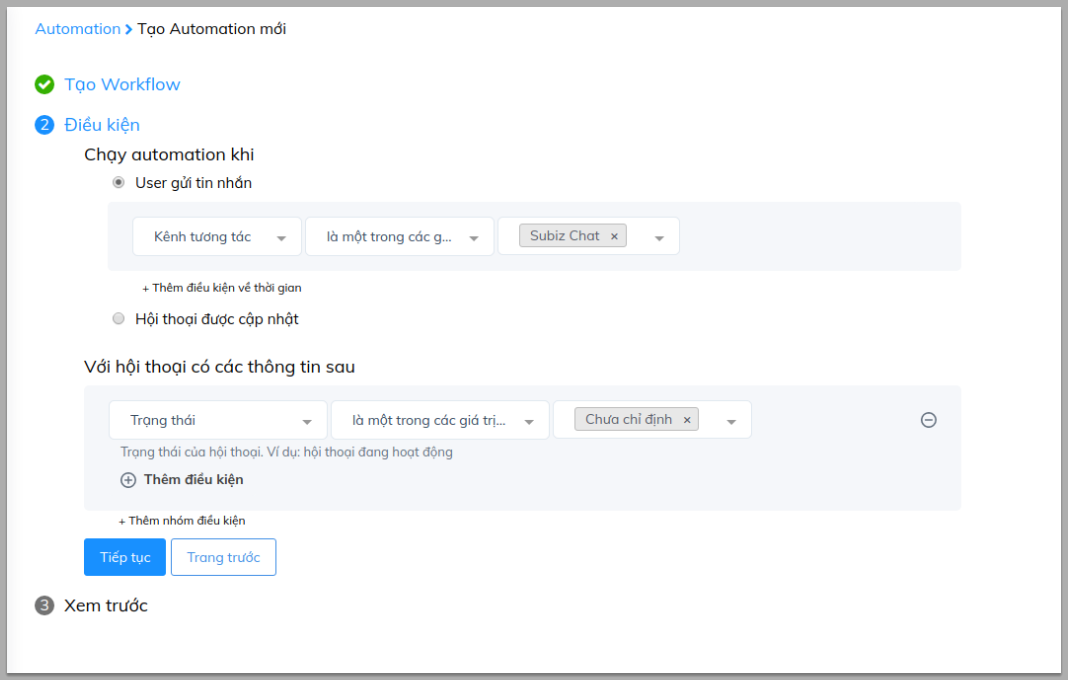 Automation > Tạo Automation mới
Tạo Workflow
2 Điều kiện
Chạy automation khi
User gửi tin nhắn
Kênh tương tác là một trong các g... Subiz Chat ×
+ Thêm điều kiện về thời gian
Hội thoại được cập nhật
Với hội thoại có các thông tin sau
Trạng thái là một trong các giá trị... Chưa chỉ định ×
Trạng thái của hội thoại. Ví dụ: hội thoại đang hoạt động
Thêm điều kiện
+ Thêm nhóm điều kiện
Tiếp tục Trang trước
3 Xem trước